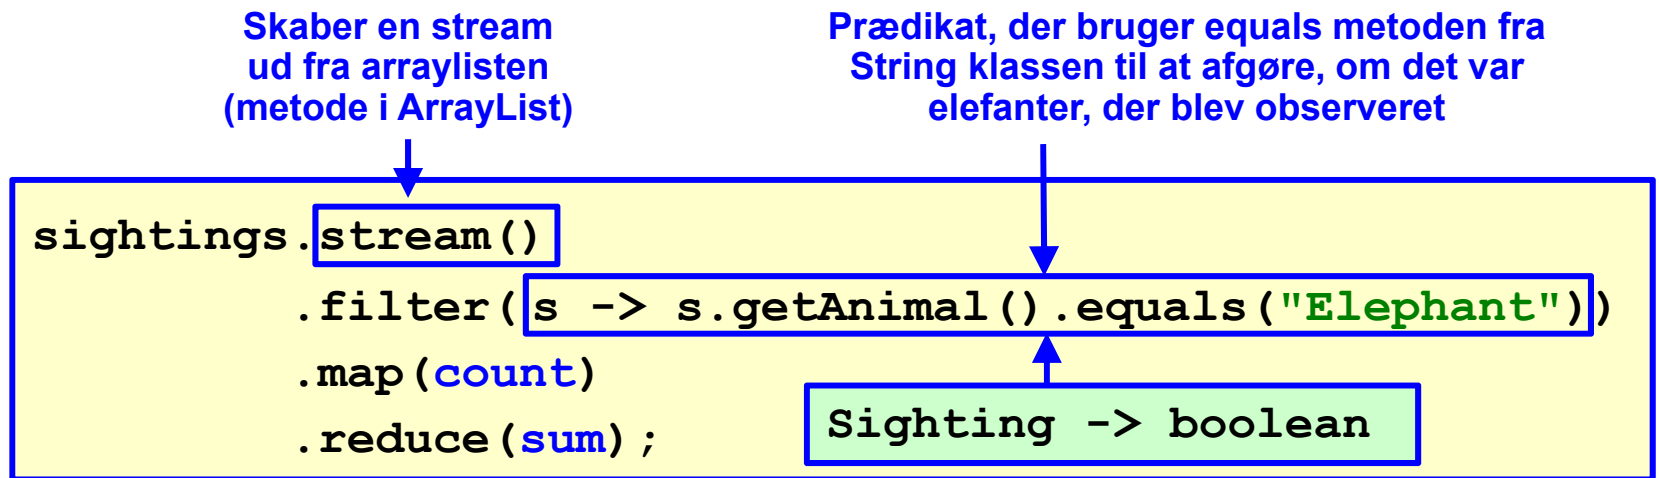 Skaber en stream
ud fra arraylisten
(metode i ArrayList)
Prædikat, der bruger equals metoden fra
String klassen til at afgøre, om det var
elefanter, der blev observeret
sightings.stream()
.filter(s -> s.getAnimal().equals("Elephant"))
.map(count)
.reduce(sum);
Sighting -> boolean